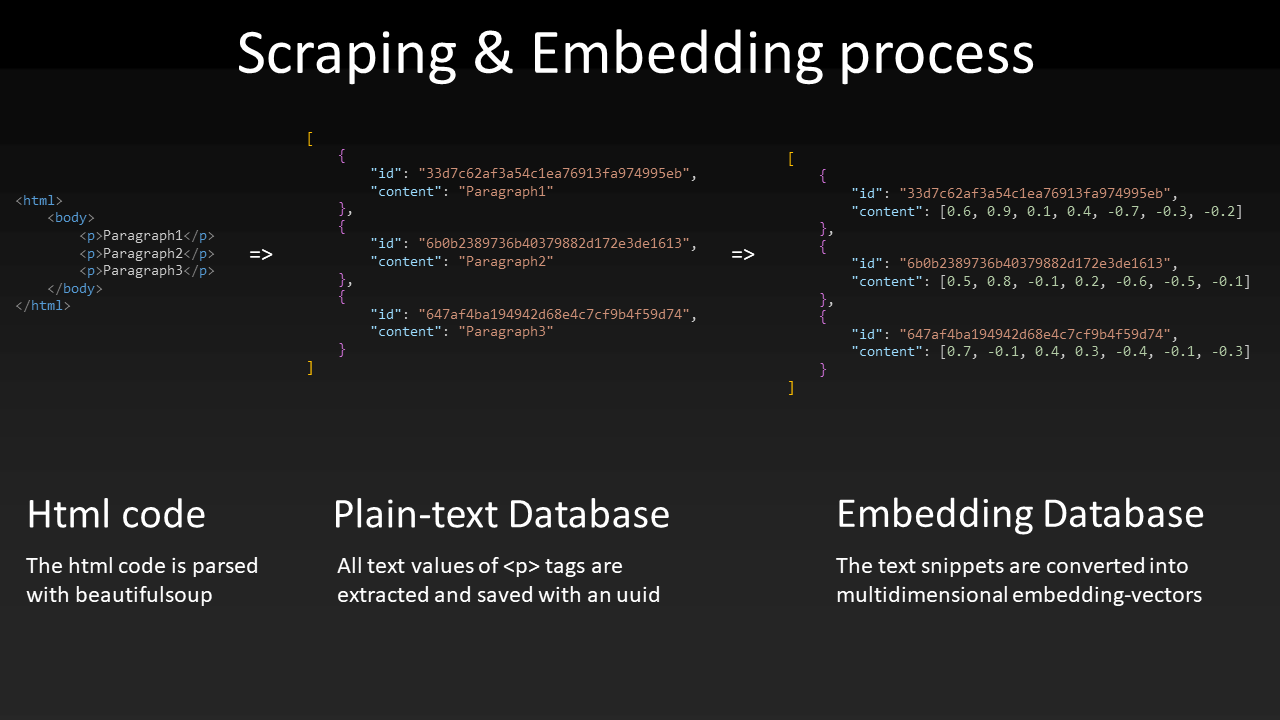 Scraping & Embedding process
<html>
<body>
<p>Paragraph1</p>
<p>Paragraph2</p>
<p>Paragraph3</p>
</body>
</html>
=>
[
{
"id": "33d7c62af3a54c1ea76913fa974995eb",
"content": "Paragraph1"
},
{
"id": "6b0b2389736b40379882d172e3de1613",
"content": "Paragraph2"
},
{
"id": "647af4ba194942d68e4c7cf9b4f59d74",
"content": "Paragraph3"
}
]
=>
[
{
"id": "33d7c62af3a54c1ea76913fa974995eb",
"content": [0.6, 0.9, 0.1, 0.4, -0.7, -0.3, -0.2]
},
{
"id": "6b0b2389736b40379882d172e3de1613",
"content": [0.5, 0.8, -0.1, 0.2, -0.6, -0.5, -0.1]
},
{
"id": "647af4ba194942d68e4c7cf9b4f59d74",
"content": [0.7, -0.1, 0.4, 0.3, -0.4, -0.1, -0.3]
}
]
Html code
The html code is parsed
with beautifulsoup
Plain-text Database
All text values of <p> tags are
extracted and saved with an uuid
Embedding Database
The text snippets are converted into
multidimensional embedding-vectors